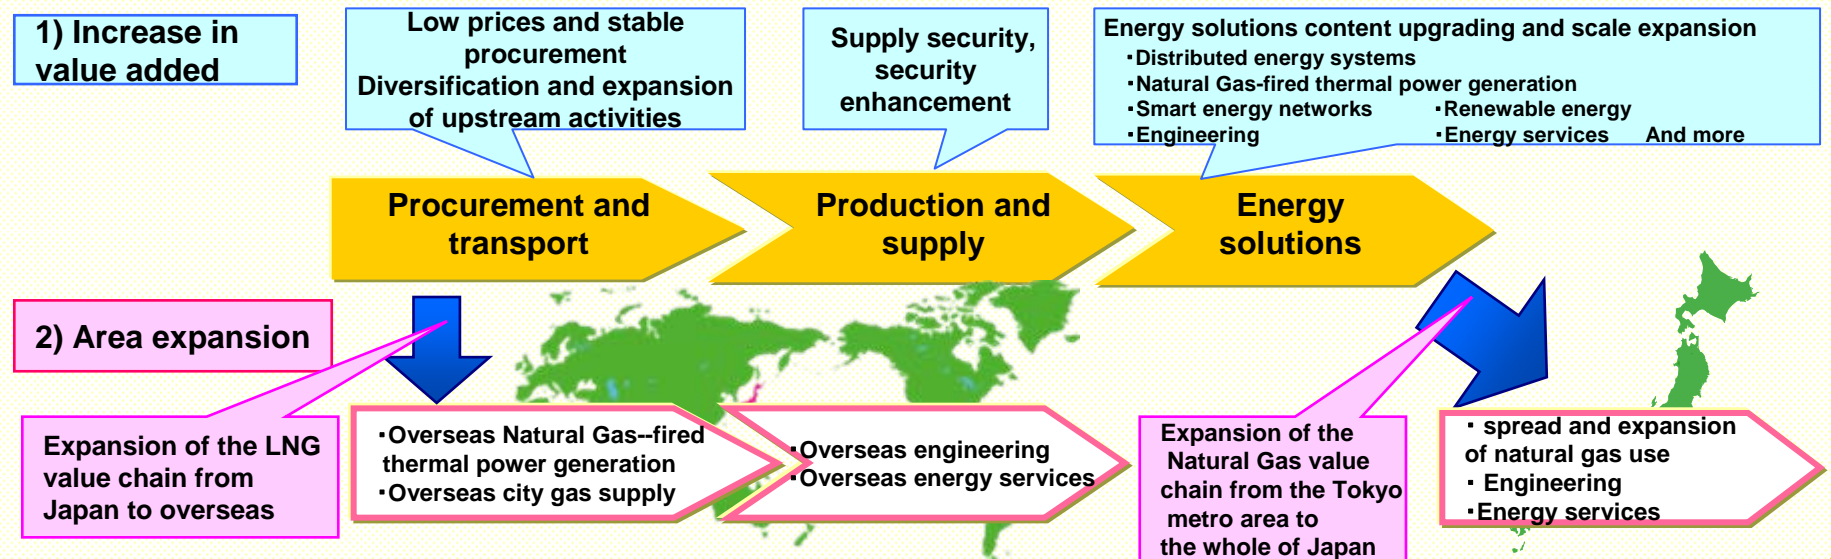 1) Increase in
value added
Low prices and stable
procurement
Diversification and expansion
of upstream activities
Supply security,
security
enhancement
Energy solutions content upgrading and scale expansion
・Distributed energy systems
・Natural Gas-fired thermal power generation
・Smart energy networks ・Renewable energy
・Engineering ・Energy services And more
Procurement and
transport
Production and
supply
Energy
solutions
2) Area expansion
Expansion of the LNG
value chain from
Japan to overseas
・Overseas Natural Gas--fired
thermal power generation
・Overseas city gas supply
・Overseas engineering
・Overseas energy services
Expansion of the
Natural Gas value
chain from the Tokyo
metro area to
the whole of Japan
・ spread and expansion
of natural gas use
・ Engineering
・Energy services